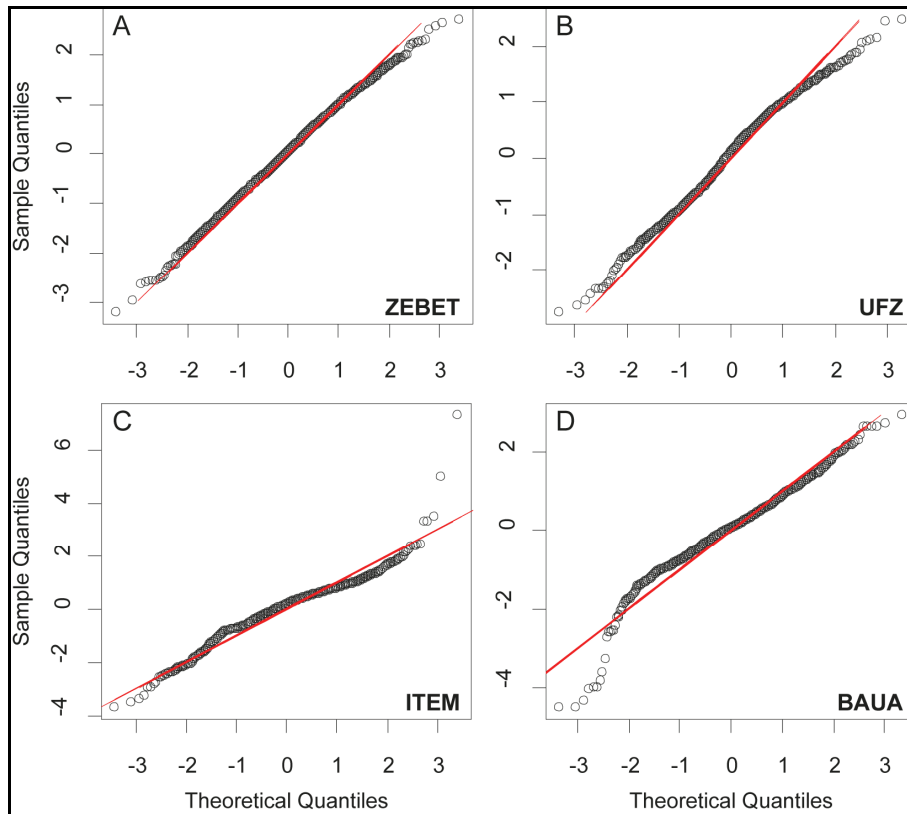 A
B
Sample Quantiles
2
1
0
-1
-2
-3
ZEBET
2
1
0
-1
-2
UFZ
-3 -2 -1 0 1 2 3
-3 -2 -1 0 1 2 3
C
D
Sample Quantiles
6
4
2
0
-2
-4
ITEM
2
0
-2
-4
BAUA
-3 -2 -1 0 1 2 3
-3 -2 -1 0 1 2 3
Theoretical Quantiles
Theoretical Quantiles